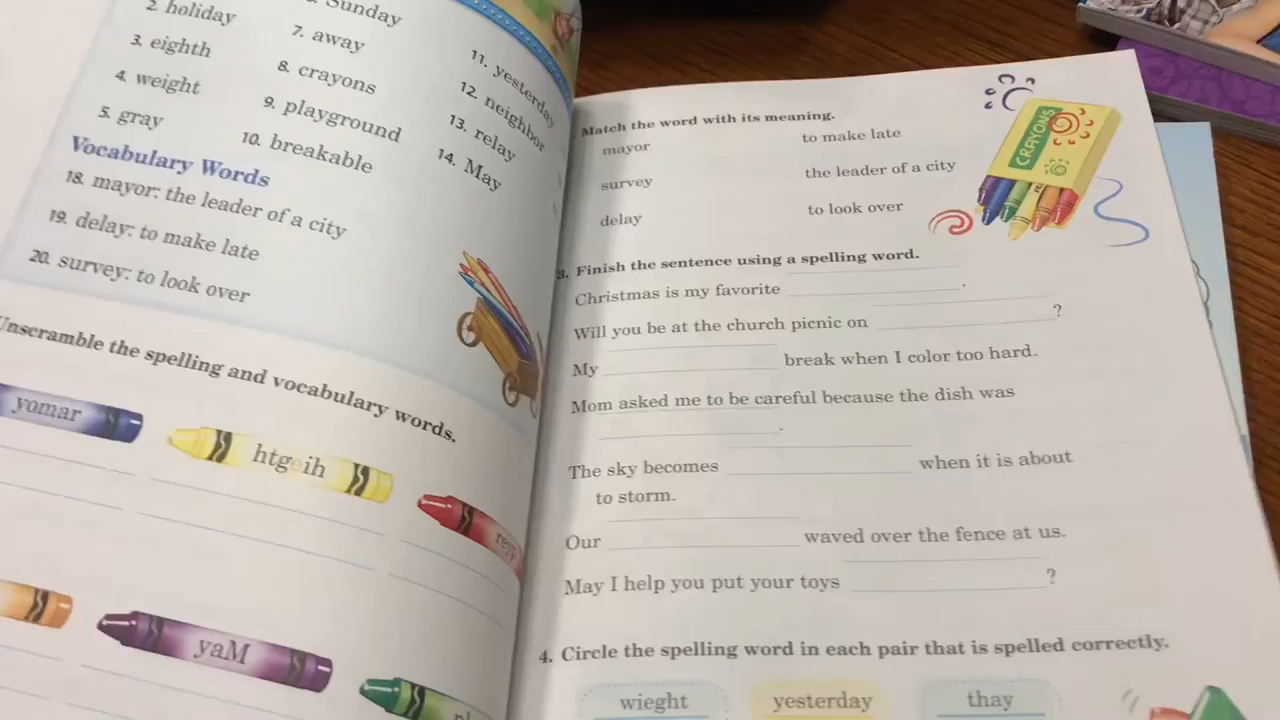 Sunday
2. holiday
7. away
11. yesterday
3. eighth
8. crayons
12. neighbor
4. weight
9. playground
13. relay
5. gray
10. breakable
14. May
Vocabulary Words
18. mayor: the leader of a city
19. delay: to make late
20. survey: to look over
Unscramble the spelling and vocabulary words.
yomar
htgeih
reyp
yaM
Match the word with its meaning.
mayor to make late
survey the leader of a city
delay to look over
CRAYONS
3. Finish the sentence using a spelling word.
Christmas is my favorite .
Will you be at the church picnic on ?
My break when I color too hard.
Mom asked me to be careful because the dish was
.
The sky becomes when it is about
to storm.
Our waved over the fence at us.
May I help you put your toys ?
4. Circle the spelling word in each pair that is spelled correctly.
wieght yesterday thay